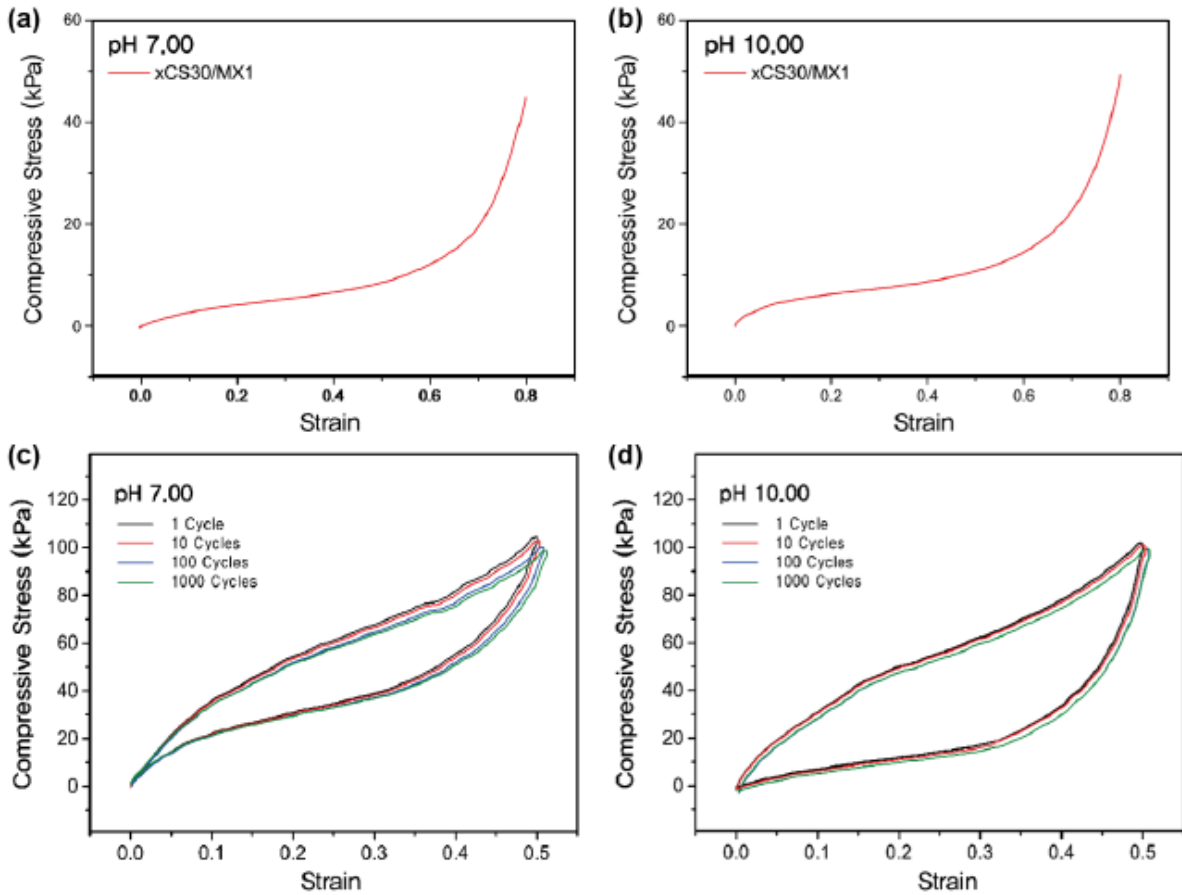 (a)
pH 7.00
xCS30/MX1
Compressive Stress (kPa)
60
40
20
0
0.0 0.2 0.4 0.6 0.8
Strain
(b)
pH 10.00
xCS30/MX1
Compressive Stress (kPa)
60
40
20
0
0.0 0.2 0.4 0.6 0.8
Strain
(c)
pH 7.00
1 Cycle
10 Cycles
100 Cycles
1000 Cycles
Compressive Stress (kPa)
120
100
80
60
40
20
0
0.0 0.1 0.2 0.3 0.4 0.5
Strain
(d)
pH 10.00
1 Cycle
10 Cycles
100 Cycles
1000 Cycles
Compressive Stress (kPa)
120
100
80
60
40
20
0
0.0 0.1 0.2 0.3 0.4 0.5
Strain